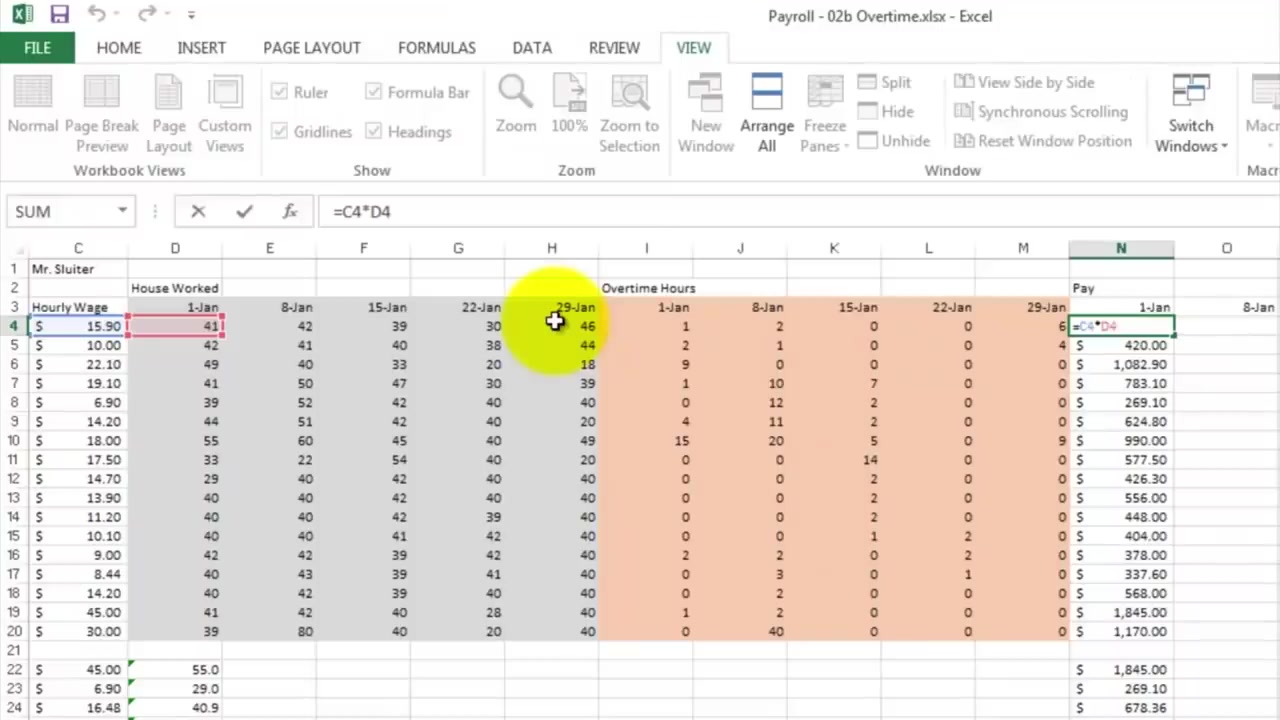 Payroll - 02b Overtime.xlsx - Excel
FILE HOME INSERT PAGE LAYOUT FORMULAS DATA REVIEW VIEW
Normal Page Break Preview Page Layout Custom Views
Workbook Views
Ruler Formula Bar
Gridlines Headings
Show
Zoom 100% Zoom to Selection
Zoom
New Window Arrange All Freeze Panes
Split
Hide
Unhide
View Side by Side
Synchronous Scrolling
Reset Window Position
Window
Switch Windows
SUM fx =C4*D4
C D E F G H I J K L M N O
1 Mr. Sluiter
2 House Worked Overtime Hours Pay
3 Hourly Wage 1-Jan 8-Jan 15-Jan 22-Jan 29-Jan 1-Jan 8-Jan 15-Jan 22-Jan 29-Jan 1-Jan 8-Jan
4 $ 15.90 41 42 39 30 46 1 2 0 0 6 =C4*D4
5 $ 10.00 42 41 40 38 44 2 1 0 0 4 $ 420.00
6 $ 22.10 49 40 33 20 18 9 0 0 0 0 $ 1,082.90
7 $ 19.10 41 50 47 30 39 1 10 7 0 0 $ 783.10
8 $ 6.90 39 52 42 40 40 0 12 2 0 0 $ 269.10
9 $ 14.20 44 51 42 40 20 4 11 2 0 0 $ 624.80
10 $ 18.00 55 60 45 40 49 15 20 5 0 9 $ 990.00
11 $ 17.50 33 22 54 40 20 0 0 14 0 0 $ 577.50
12 $ 14.70 29 40 42 40 40 0 0 2 0 0 $ 426.30
13 $ 13.90 40 40 42 40 40 0 0 2 0 0 $ 556.00
14 $ 11.20 40 40 42 39 40 0 0 2 0 0 $ 448.00
15 $ 10.10 40 40 41 42 40 0 0 1 2 0 $ 404.00
16 $ 9.00 42 42 39 42 40 2 2 0 2 0 $ 378.00
17 $ 8.44 40 43 39 41 40 0 3 0 1 0 $ 337.60
18 $ 14.20 40 42 39 40 40 0 2 0 0 0 $ 568.00
19 $ 45.00 41 42 40 28 40 1 2 0 0 0 $ 1,845.00
20 $ 30.00 39 80 40 20 40 0 40 0 0 0 $ 1,170.00
21
22 $ 45.00 55.0 $ 1,845.00
23 $ 6.90 29.0 $ 269.10
24 $ 16.48 40.9 $ 678.36